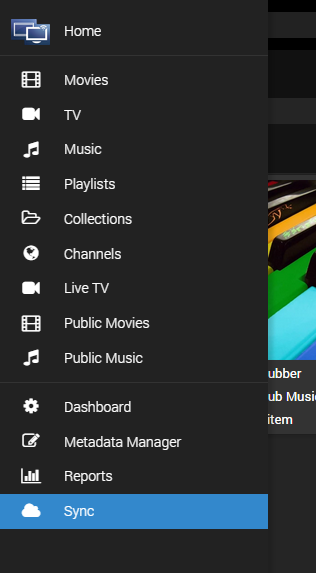 Home
Movies
TV
Music
Playlists
Collections
Channels
Live TV
Public Movies
Public Music
ubber
ub Music
item
Dashboard
Metadata Manager
Reports
Sync